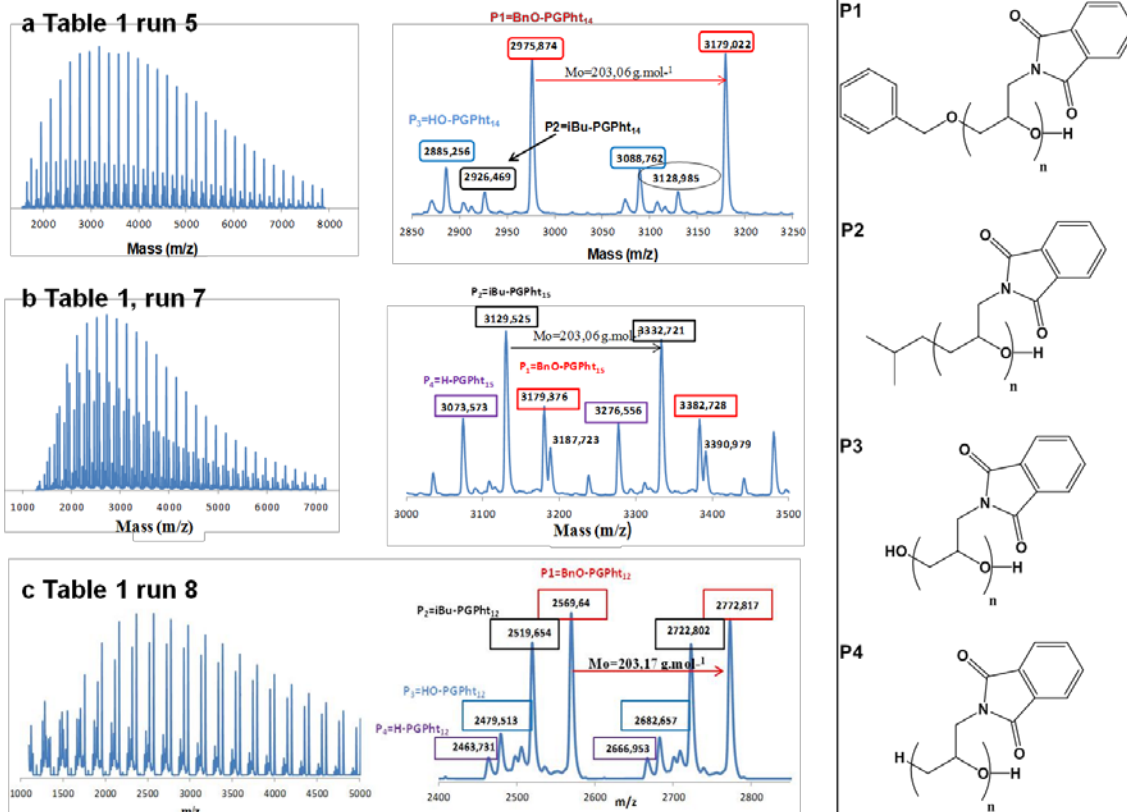 a Table 1 run 5
2000 3000 4000 5000 6000 7000 8000
Mass (m/z)
P1=BnO-PGPht14
2975,874
3179,022
Mo=203,06 g.mol-1
P3=HO-PGPht14
P2=iBu-PGPht14
2885,256
2926,469
3088,762
3128,985
2850 2900 2950 3000 3050 3100 3150 3200 3250
Mass (m/z)
b Table 1, run 7
1000 2000 3000 4000 5000 6000 7000
Mass (m/z)
P2=iBu-PGPht15
3129,525
3332,721
Mo=203,06 g.mol-1
P1=BnO-PGPht15
P4=H-PGPht15
3073,573
3179,376
3276,556
3382,728
3187,723
3390,979
3000 3100 3200 3300 3400 3500
Mass (m/z)
c Table 1 run 8
1000 1500 2000 2500 3000 3500 4000 4500 5000
m/z
P1=BnO-PGPht12
P2=iBu-PGPht12
2569,64
2772,817
2519,654
2722,802
Mo=203,17 g.mol-1
P3=HO-PGPht12
2479,513
2682,657
P4=H-PGPht12
2463,731
2666,953
2400 2500 2600 2700 2800
m/z
P1
O
N
O
O
O
H
n
P2
O
N
O
O
H
n
P3
O
N
O
HO
O
H
n
P4
O
N
O
H
O
H
n